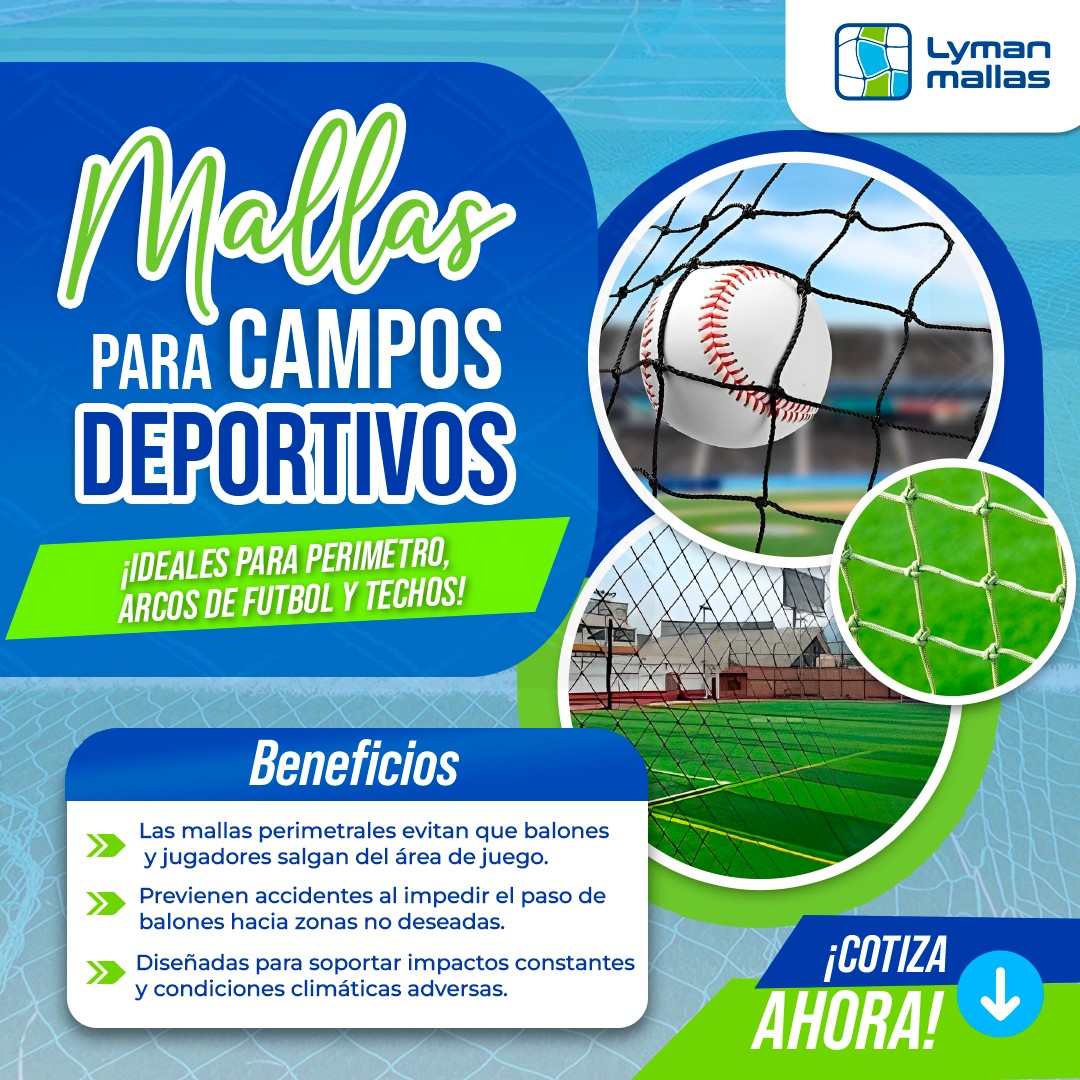 Lyman
mallas
Mallas
PARA CAMPOS
DEPORTIVOS
¡IDEALES PARA PERIMETRO,
ARCOS DE FUTBOL Y TECHOS!
Beneficios
Las mallas perimetrales evitan que balones
y jugadores salgan del área de juego.
Previenen accidentes al impedir el paso de
balones hacia zonas no deseadas.
Diseñadas para soportar impactos constantes
y condiciones climáticas adversas.
¡COTIZA
AHORA!